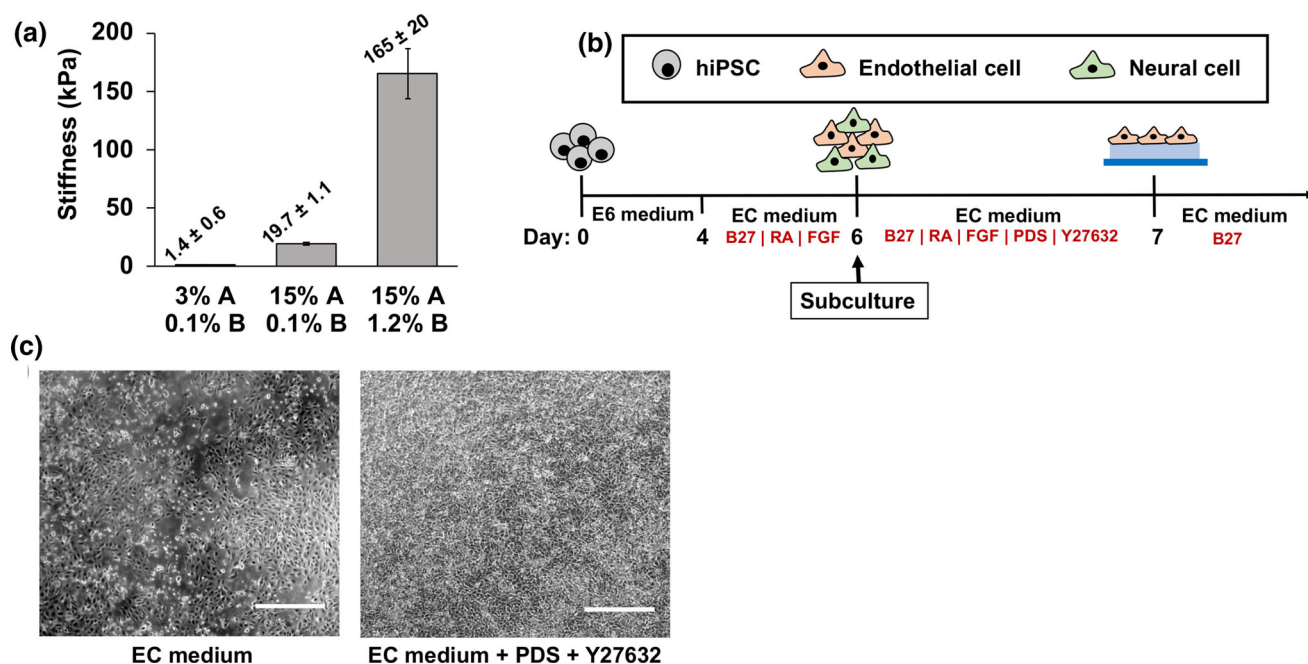 (a)
Stiffness (kPa)
200
150
100
50
0
1.4 ± 0.6
19.7 ± 1.1
165 ± 20
3% A
0.1% B
15% A
0.1% B
15% A
1.2% B
(b)
hiPSC
Endothelial cell
Neural cell
E6 medium
EC medium
EC medium
EC medium
Day: 0
4
B27 | RA | FGF
6
B27 | RA | FGF | PDS | Y27632
7
B27
Subculture
(c)
EC medium
EC medium + PDS + Y27632